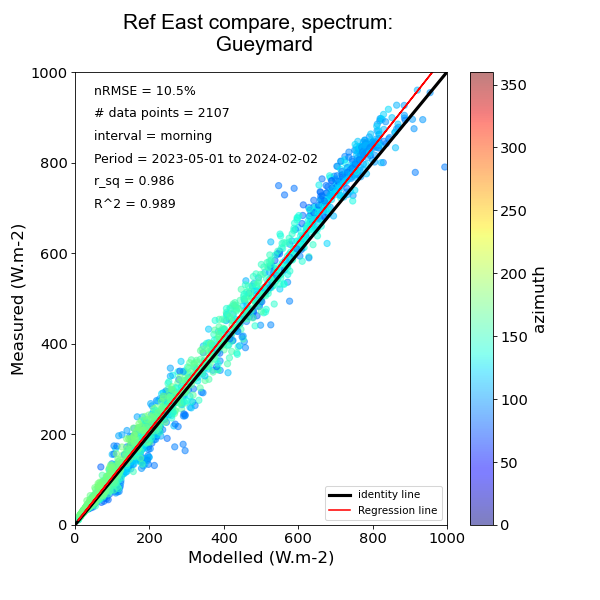 Ref East compare, spectrum:
Gueymard
nRMSE = 10.5%
# data points = 2107
interval = morning
Period = 2023-05-01 to 2024-02-02
r_sq = 0.986
R^2 = 0.989
1000
800
600
400
200
0
Measured (W.m-2)
0 200 400 600 800 1000
Modelled (W.m-2)
identity line
Regression line
350
300
250
200
150
100
50
0
azimuth